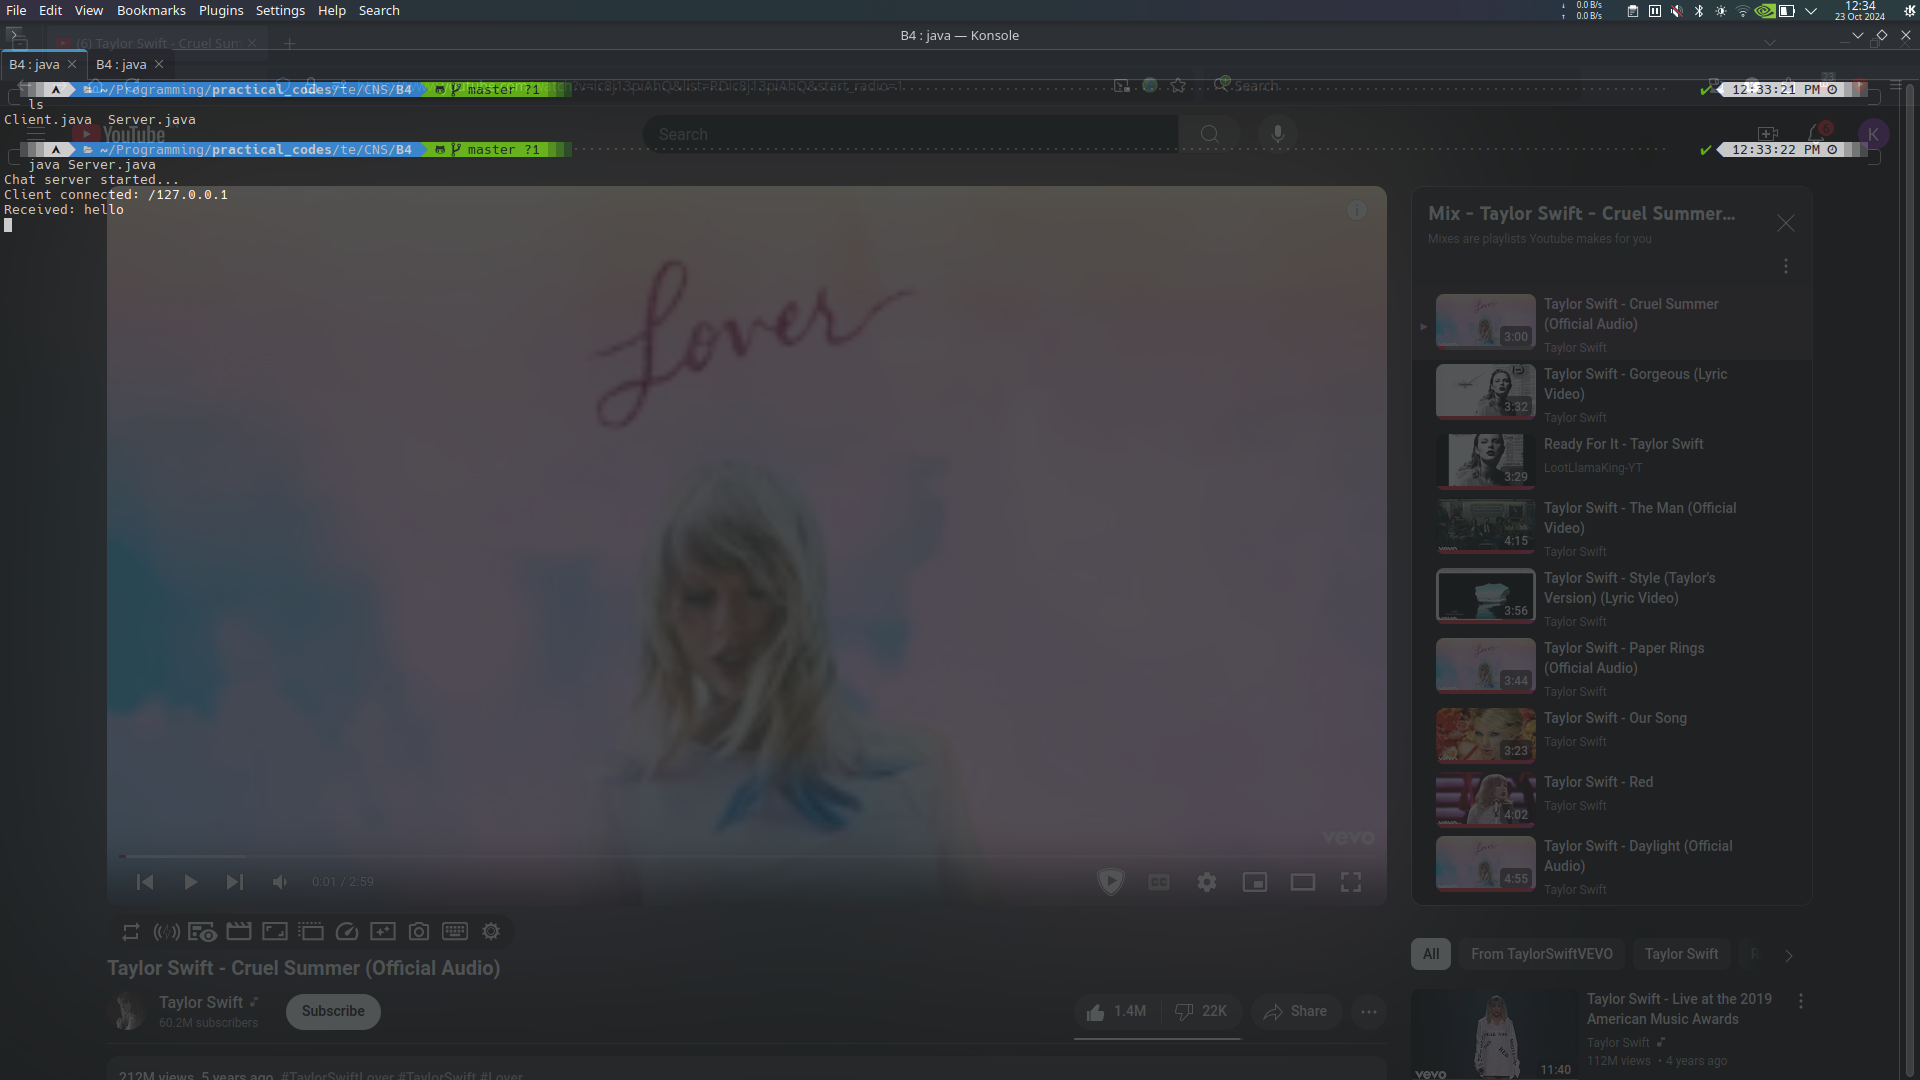 File Edit View Bookmarks Plugins Settings Help Search
0.0 B/s
0.0 B/s
12:34
23 Oct 2024
B4 : java — Konsole
(6) Taylor Swift - Cruel Sum
B4 : java
B4 : java
~/Programming/practical_codes/te/CNS/B4 master ?1 12:33:21 PM
Search
ls
Client.java Server.java
YouTube
Search
K
~/Programming/practical_codes/te/CNS/B4 master ?1 12:33:22 PM
java Server.java
Chat server started...
Client connected: /127.0.0.1
Received: hello
Lover
vevo
0:01 / 2:59
Taylor Swift - Cruel Summer (Official Audio)
Taylor Swift
60.2M subscribers
Subscribe
1.4M
22K
Share
212M views 5 years ago #TaylorSwiftLover #TaylorSwift #Lover
Mix - Taylor Swift - Cruel Summer...
Mixes are playlists Youtube makes for you
3:00
Taylor Swift - Cruel Summer
(Official Audio)
Taylor Swift
3:32
Taylor Swift - Gorgeous (Lyric
Video)
Taylor Swift
3:29
Ready For It - Taylor Swift
LootLlamaKing-YT
4:15
Taylor Swift - The Man (Official
Video)
Taylor Swift
3:56
Taylor Swift - Style (Taylor's
Version) (Lyric Video)
Taylor Swift
3:44
Taylor Swift - Paper Rings
(Official Audio)
Taylor Swift
3:23
Taylor Swift - Our Song
Taylor Swift
4:02
Taylor Swift - Red
Taylor Swift
4:55
Taylor Swift - Daylight (Official
Audio)
Taylor Swift
All
From TaylorSwiftVEVO
Taylor Swift
vevo
11:40
Taylor Swift - Live at the 2019
American Music Awards
Taylor Swift
112M views • 4 years ago